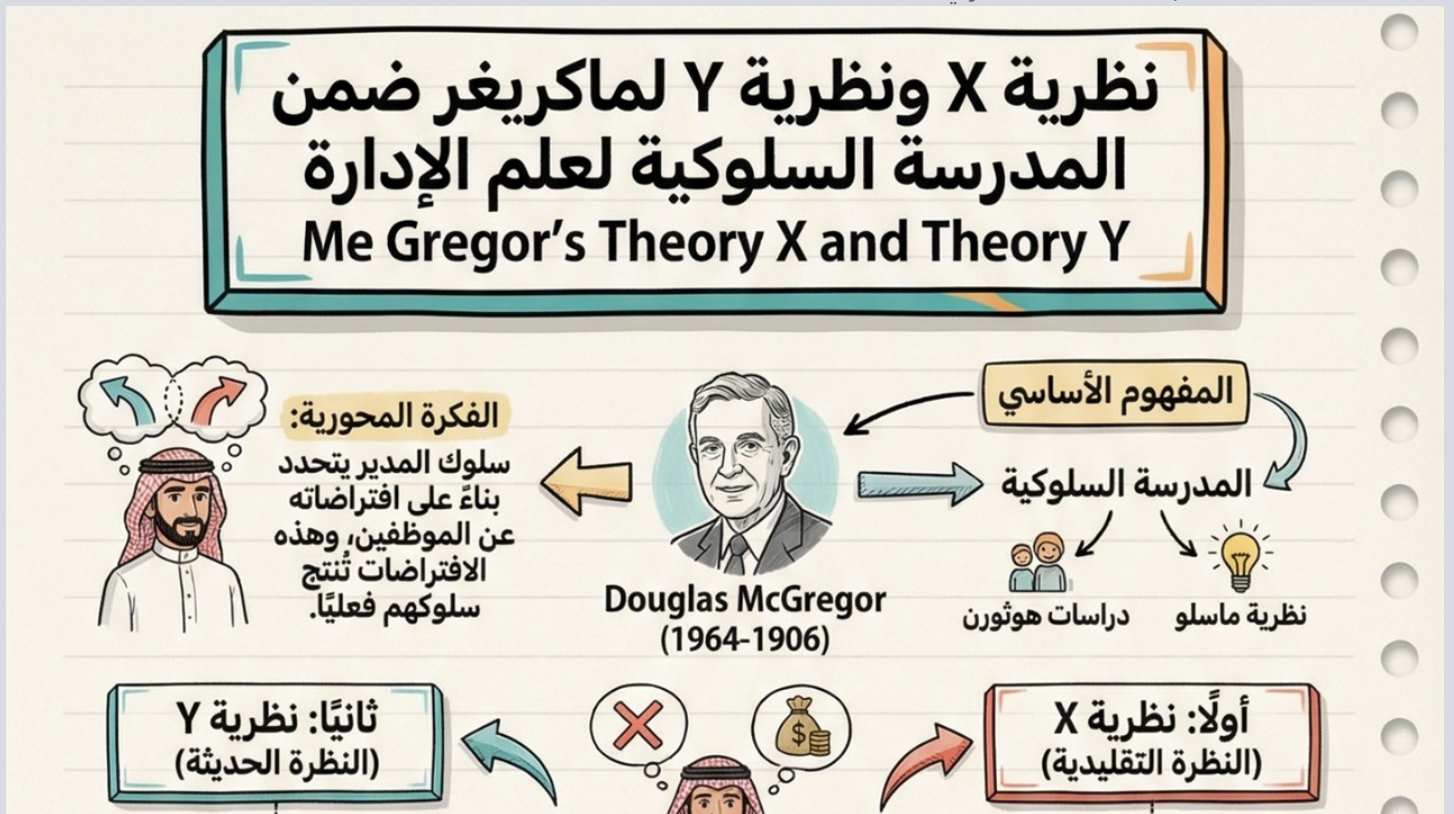 نظرية X ونظرية Y لماكريغر ضمن
المدرسة السلوكية لعلم الإدارة
Me Gregor's Theory X and Theory Y
المفهوم الأساسي
المدرسة السلوكية
نظرية ماسلو
دراسات هوثورن
Douglas McGregor
(1964-1906)
الفكرة المحورية:
سلوك المدير يتحدد
بناءً على افتراضاته
عن الموظفين، وهذه
الافتراضات تُنتج
سلوكهم فعليًا.
أولًا: نظرية X
(النظرة التقليدية)
$
ثانيًا: نظرية Y
(النظرة الحديثة)